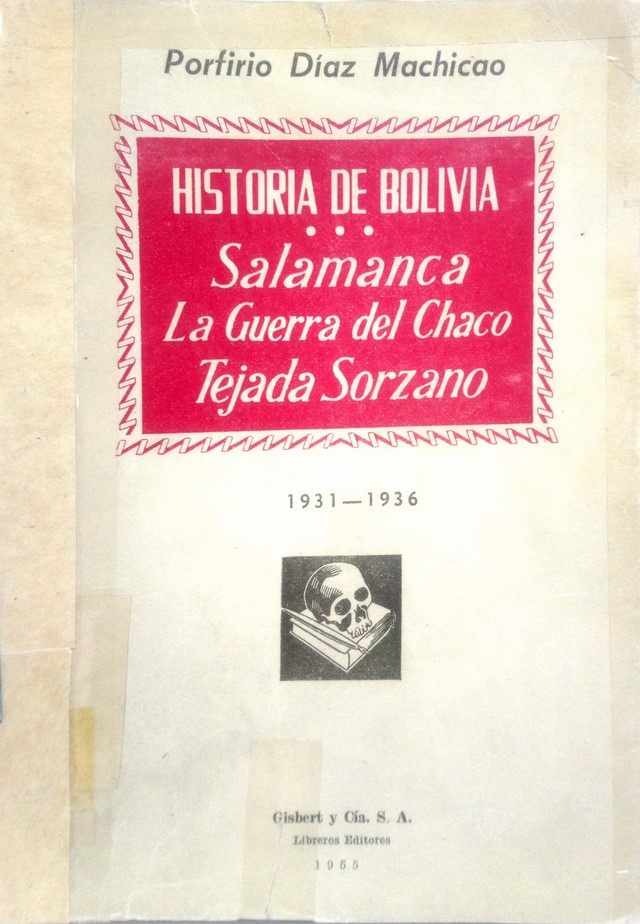 Porfirio Díaz Machicao
HISTORIA DE BOLIVIA
• • •
Salamanca
La Guerra del Chaco
Tejada Sorzano
1931—1936
Gisbert y Cía. S. A.
Libreros Editores
1955